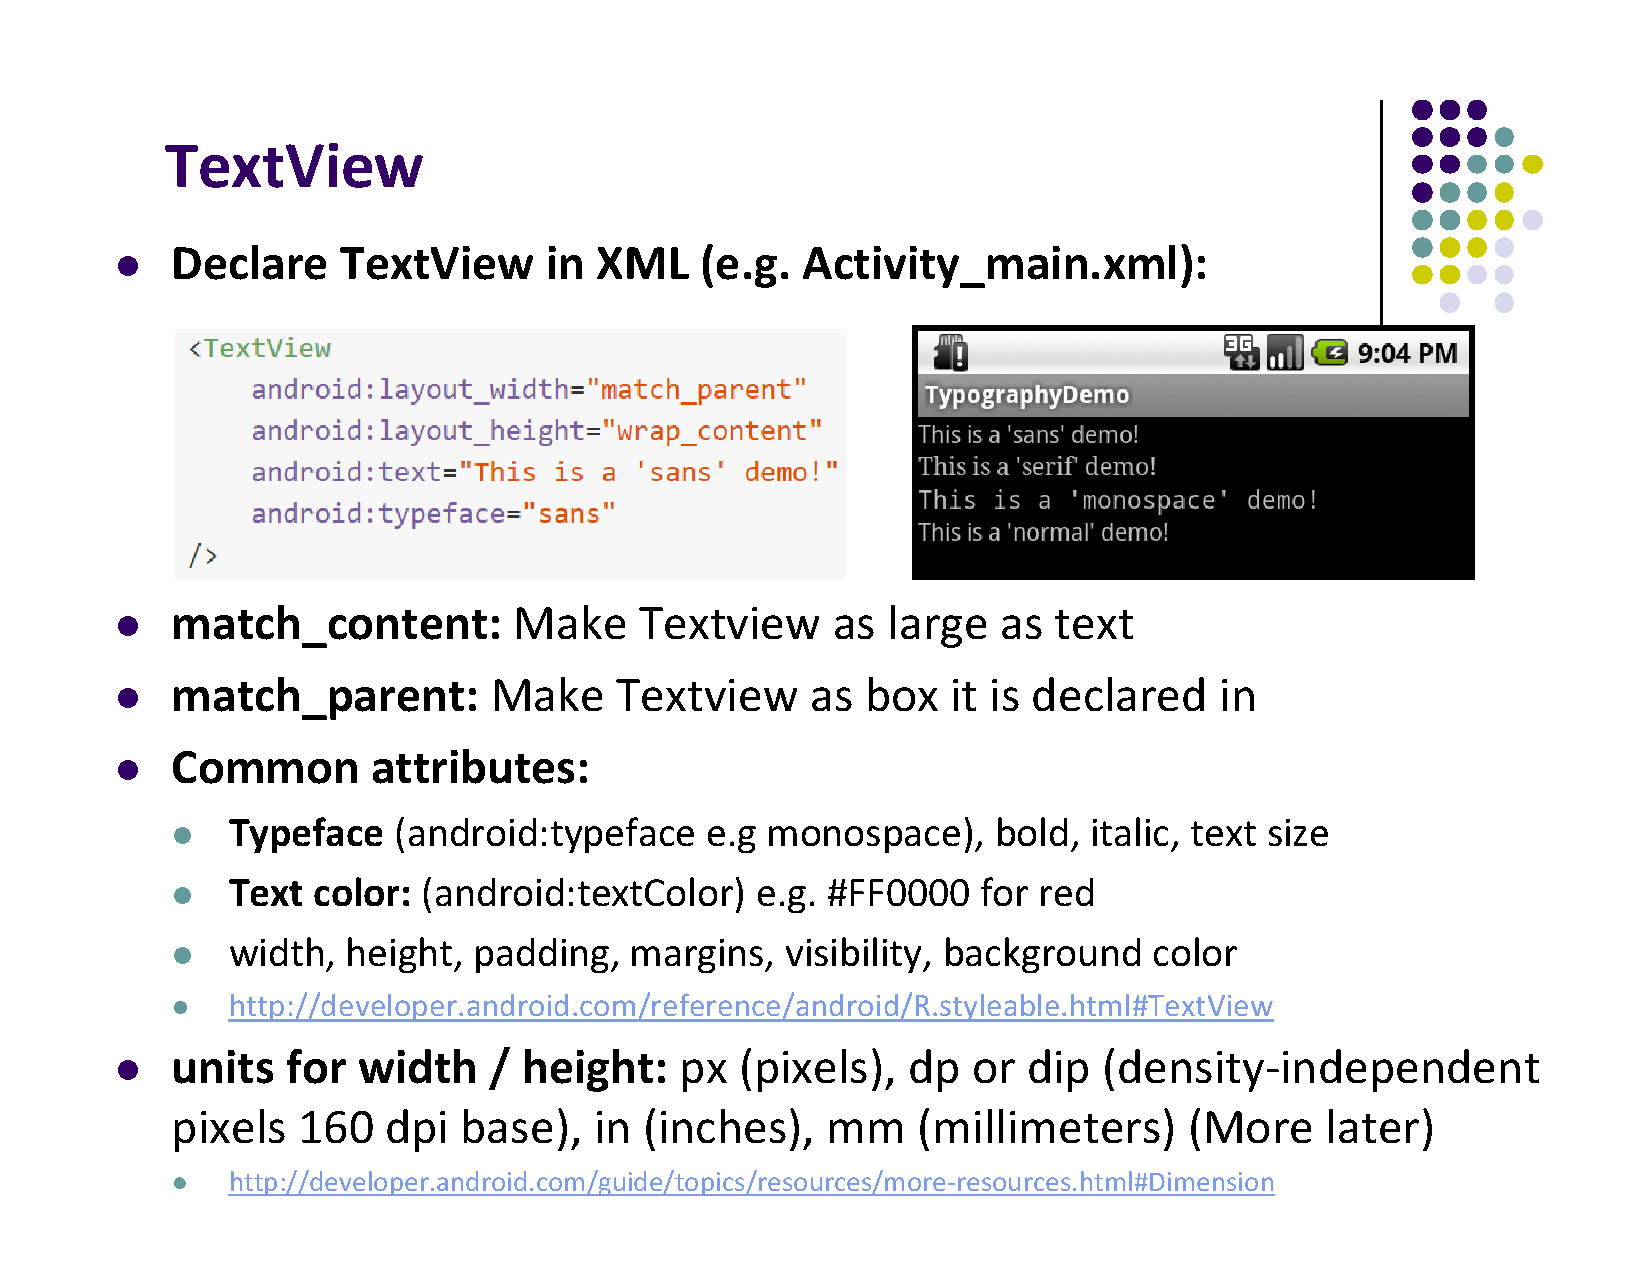 TextView
Declare TextView in XML (e.g. Activity_main.xml):
<TextView
android:layout_width="match_parent"
android:layout_height="wrap_content"
android:text="This is a 'sans' demo!"
android:typeface="sans"
/>
3G 9:04 PM
TypographyDemo
This is a 'sans' demo!
This is a 'serif' demo!
This is a 'monospace' demo!
This is a 'normal' demo!
match_content: Make Textview as large as text
match_parent: Make Textview as box it is declared in
Common attributes:
Typeface (android:typeface e.g monospace), bold, italic, text size
Text color: (android:textColor) e.g. #FF0000 for red
width, height, padding, margins, visibility, background color
http://developer.android.com/reference/android/R.styleable.html#TextView
units for width / height: px (pixels), dp or dip (density-independent
pixels 160 dpi base), in (inches), mm (millimeters) (More later)
http://developer.android.com/guide/topics/resources/more-resources.html#Dimension